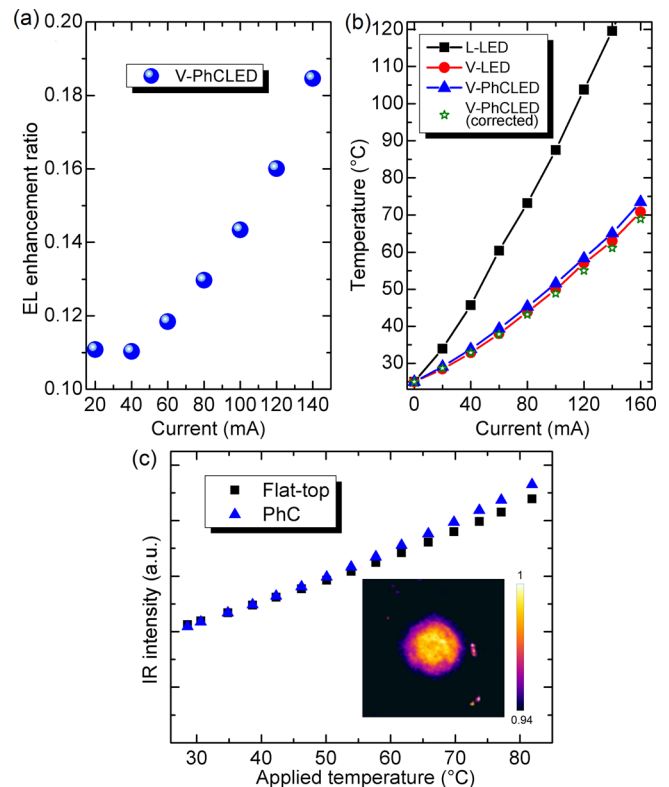 (a)
0.20
0.18
0.16
0.14
0.12
0.10
EL enhancement ratio
V-PhCLED
20 40 60 80 100 120 140
Current (mA)
(b)
120
110
100
90
80
70
60
50
40
30
Temperature (°C)
L-LED
V-LED
V-PhCLED
V-PhCLED
(corrected)
0 40 80 120 160
Current (mA)
(c)
IR intensity (a.u.)
Flat-top
PhC
1
0.94
30 40 50 60 70 80
Applied temperature (°C)